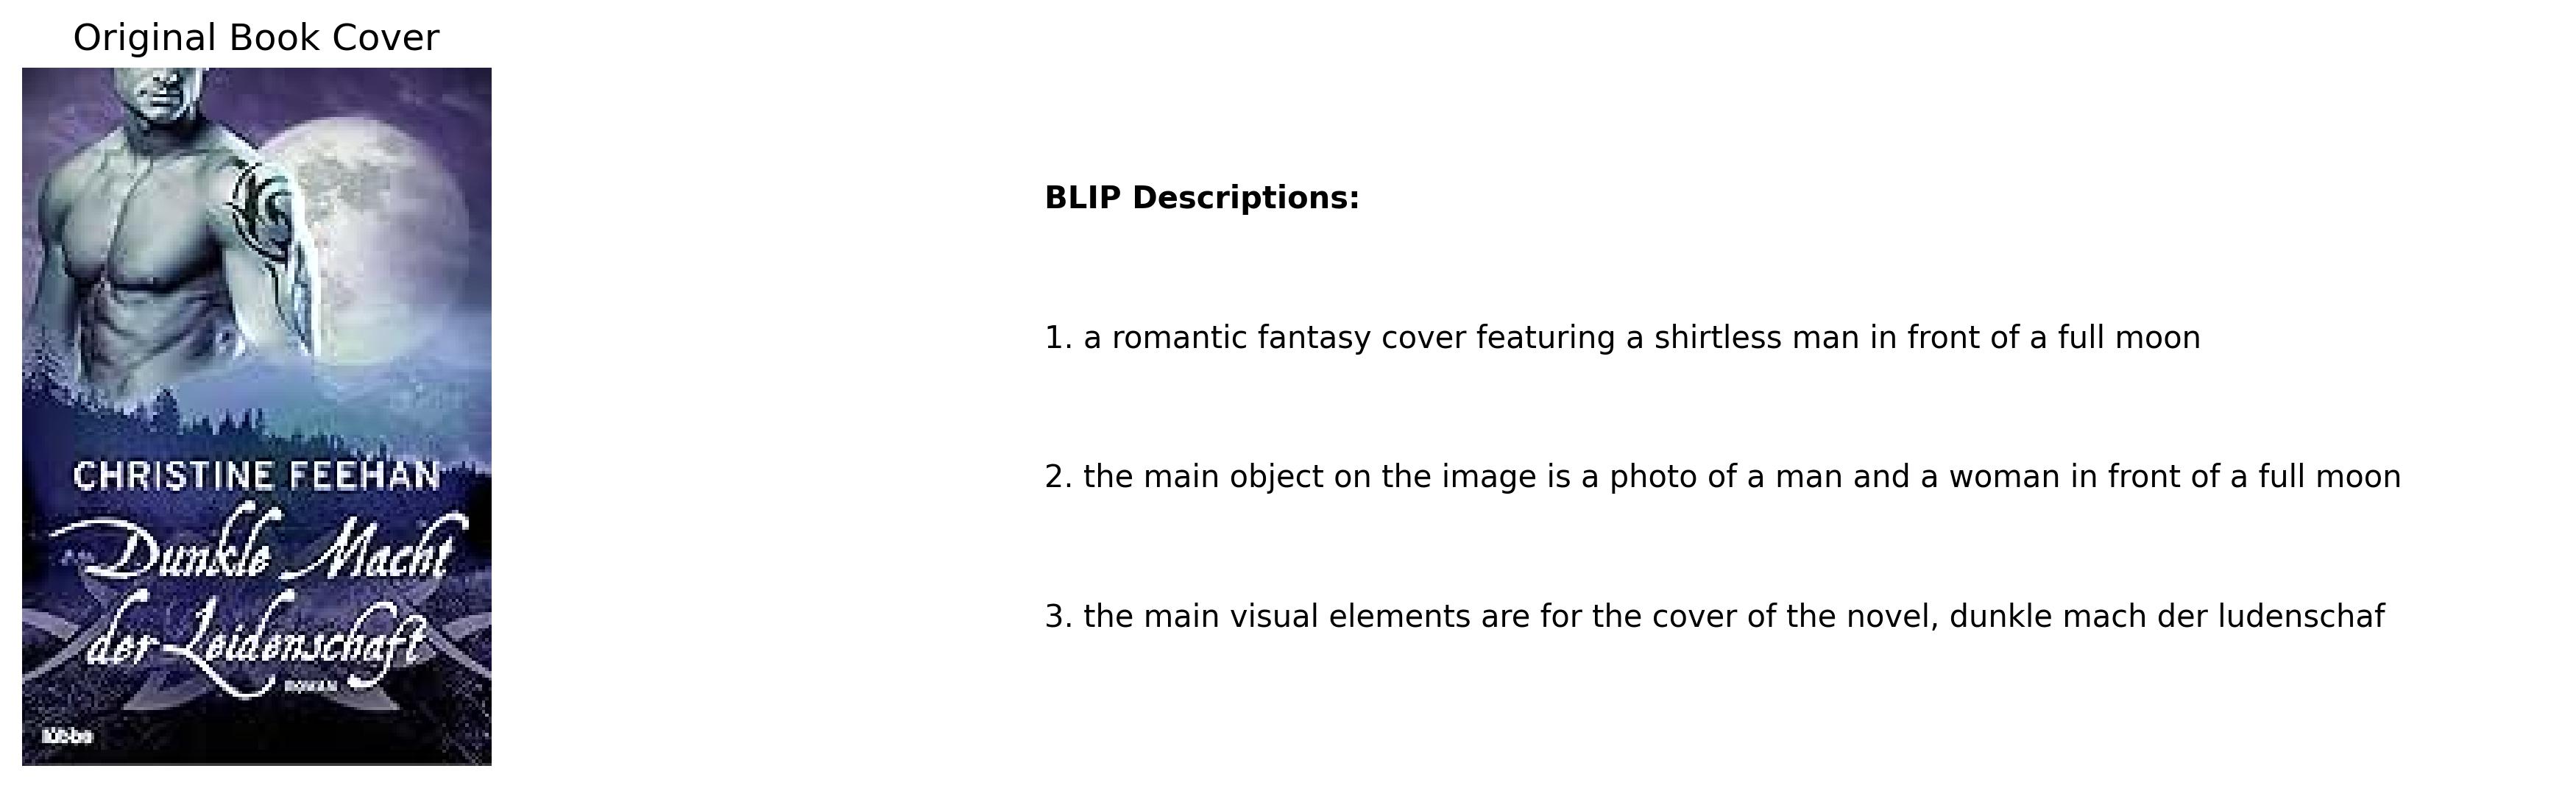 Original Book Cover
CHRISTINE FEEHAN
Dunkle Macht
der Leidenschaft
ROMAN
lübbe
BLIP Descriptions:
1. a romantic fantasy cover featuring a shirtless man in front of a full moon
2. the main object on the image is a photo of a man and a woman in front of a full moon
3. the main visual elements are for the cover of the novel, dunkle mach der ludenschaf